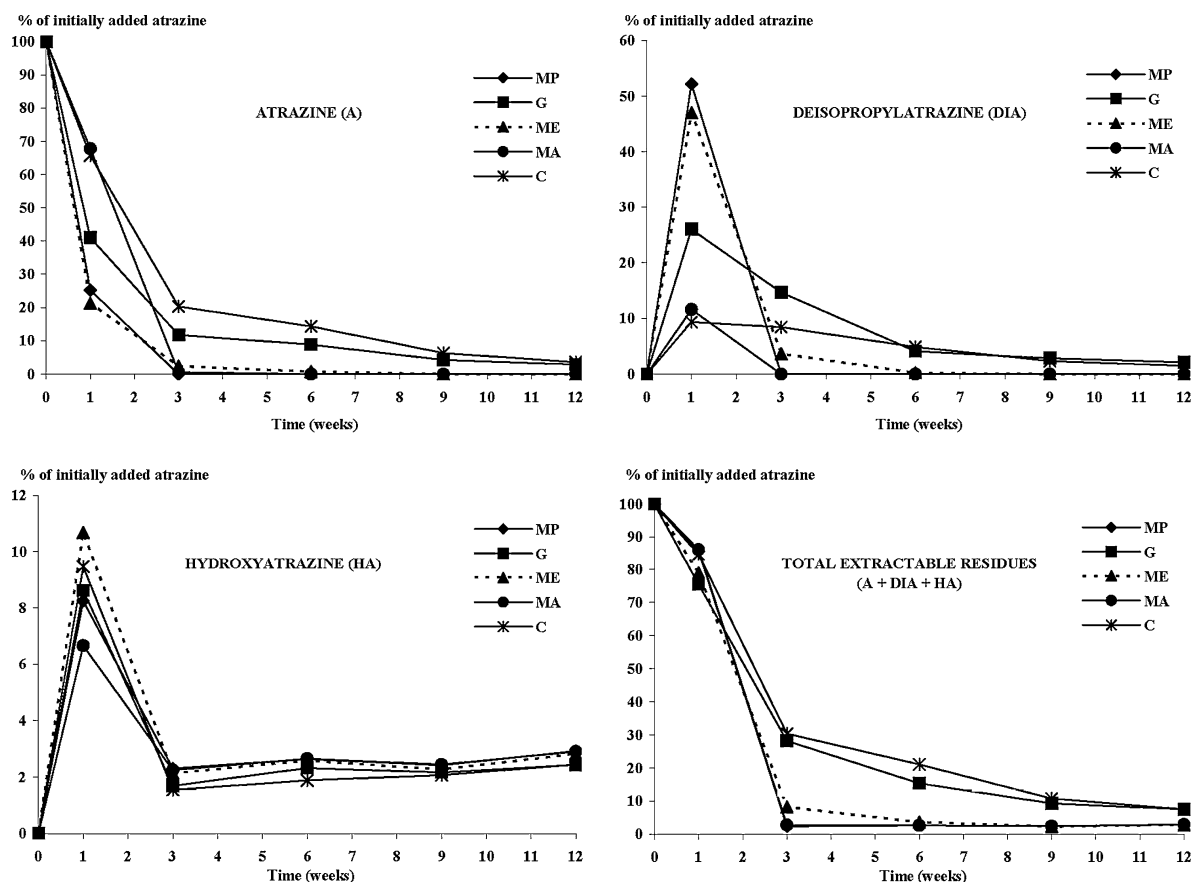 % of initially added atrazine
100
90
80
70
60
50
40
30
20
10
0
ATRAZINE (A)
MP
G
ME
MA
C
0 1 2 3 4 5 6 7 8 9 10 11 12
Time (weeks)
% of initially added atrazine
60
50
40
30
20
10
0
DEISOPROPYLATRAZINE (DIA)
MP
G
ME
MA
C
0 1 2 3 4 5 6 7 8 9 10 11 12
Time (weeks)
% of initially added atrazine
12
10
8
6
4
2
0
HYDROXYATRAZINE (HA)
MP
G
ME
MA
C
0 1 2 3 4 5 6 7 8 9 10 11 12
Time (weeks)
% of initially added atrazine
100
90
80
70
60
50
40
30
20
10
0
TOTAL EXTRACTABLE RESIDUES
(A + DIA + HA)
MP
G
ME
MA
C
0 1 2 3 4 5 6 7 8 9 10 11 12
Time (weeks)